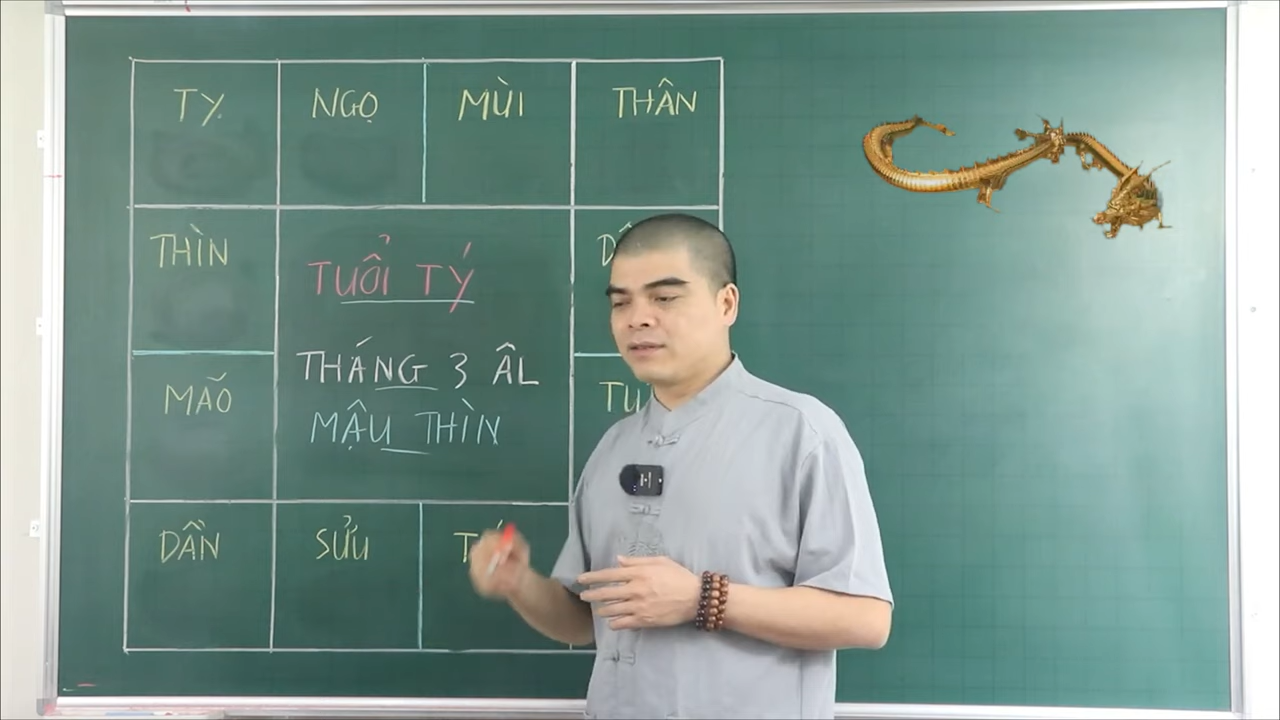 TỴ NGỌ MÙI THÂN
THÌN
TUỔI TÝ
THÁNG 3 ÂL
MÃO
MẬU THÌN
DẦN SỬU